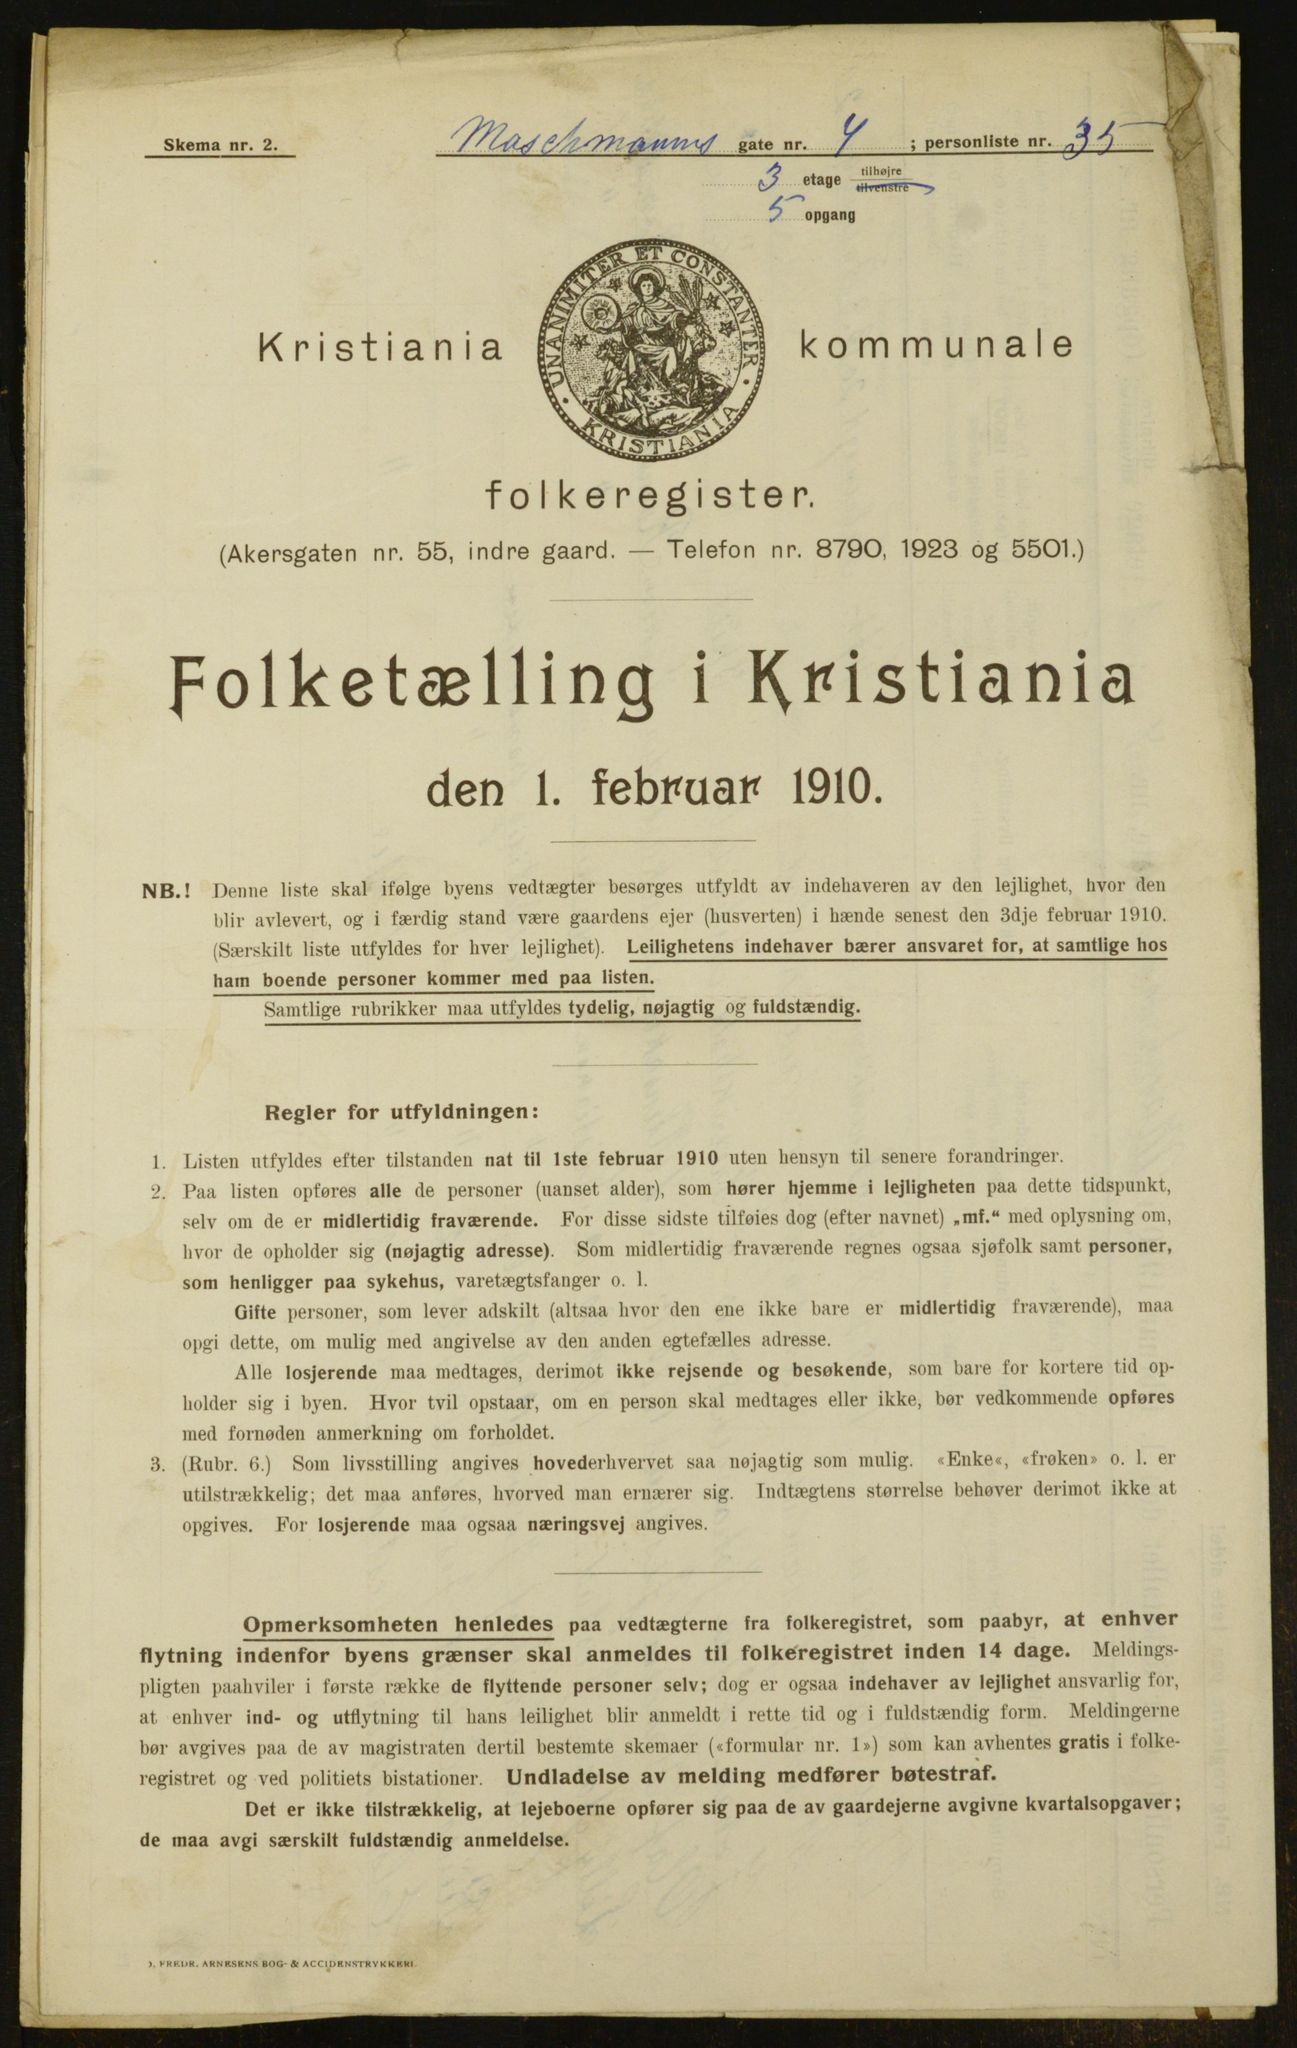 Skema nr. 2.
Maschmanns gate nr. 4 ; personliste nr. 35
3 etage tilhøjre
tilvenstre
5 opgang
UNANIMITER ET CONSTANTER
KRISTIANIA
Kristiania kommunale
folkeregister.
(Akersgaten nr. 55, indre gaard. — Telefon nr. 8790, 1923 og 5501.)
Folketælling i Kristiania
den 1. februar 1910.
NB.! Denne liste skal ifølge byens vedtægter besørges utfyldt av indehaveren av den lejlighet, hvor den
blir avlevert, og i færdig stand være gaardens ejer (husverten) i hænde senest den 3dje februar 1910.
(Særskilt liste utfyldes for hver lejlighet). Leilighetens indehaver bærer ansvaret for, at samtlige hos
ham boende personer kommer med paa listen.
Samtlige rubrikker maa utfyldes tydelig, nøjagtig og fuldstændig.
Regler for utfyldningen:
1. Listen utfyldes efter tilstanden nat til 1ste februar 1910 uten hensyn til senere forandringer.
2. Paa listen opføres alle de personer (uanset alder), som hører hjemme i lejligheten paa dette tidspunkt,
selv om de er midlertidig fraværende. For disse sidste tilføies dog (efter navnet) „mf.“ med oplysning om,
hvor de opholder sig (nøjagtig adresse). Som midlertidig fraværende regnes ogsaa sjøfolk samt personer,
som henligger paa sykehus, varetægtsfanger o. l.
Gifte personer, som lever adskilt (altsaa hvor den ene ikke bare er midlertidig fraværende), maa
opgi dette, om mulig med angivelse av den anden egtefælles adresse.
Alle losjerende maa medtages, derimot ikke rejsende og besøkende, som bare for kortere tid op-
holder sig i byen. Hvor tvil opstaar, om en person skal medtages eller ikke, bør vedkommende opføres
med fornøden anmerkning om forholdet.
3. (Rubr. 6.) Som livsstilling angives hovederhvervet saa nøjagtig som mulig. «Enke«, «frøken» o. l. er
utilstrækkelig; det maa anføres, hvorved man ernærer sig. Indtægtens størrelse behøver derimot ikke at
opgives. For losjerende maa ogsaa næringsvej angives.
Opmerksomheten henledes paa vedtægterne fra folkeregistret, som paabyr, at enhver
flytning indenfor byens grænser skal anmeldes til folkeregistret inden 14 dage. Meldings-
pligten paahviler i første række de flyttende personer selv; dog er ogsaa indehaver av lejlighet ansvarlig for,
at enhver ind- og utflytning til hans leilighet blir anmeldt i rette tid og i fuldstændig form. Meldingerne
bør avgives paa de av magistraten dertil bestemte skemaer («formular nr. 1») som kan avhentes gratis i folke-
registret og ved politiets bistationer. Undladelse av melding medfører bøtestraf.
Det er ikke tilstrækkelig, at lejeboerne opfører sig paa de av gaardejerne avgivne kvartalsopgaver;
de maa avgi særskilt fuldstændig anmeldelse.
FREDR. ARNESENS BOG- & ACCIDENSTRYKKERI.